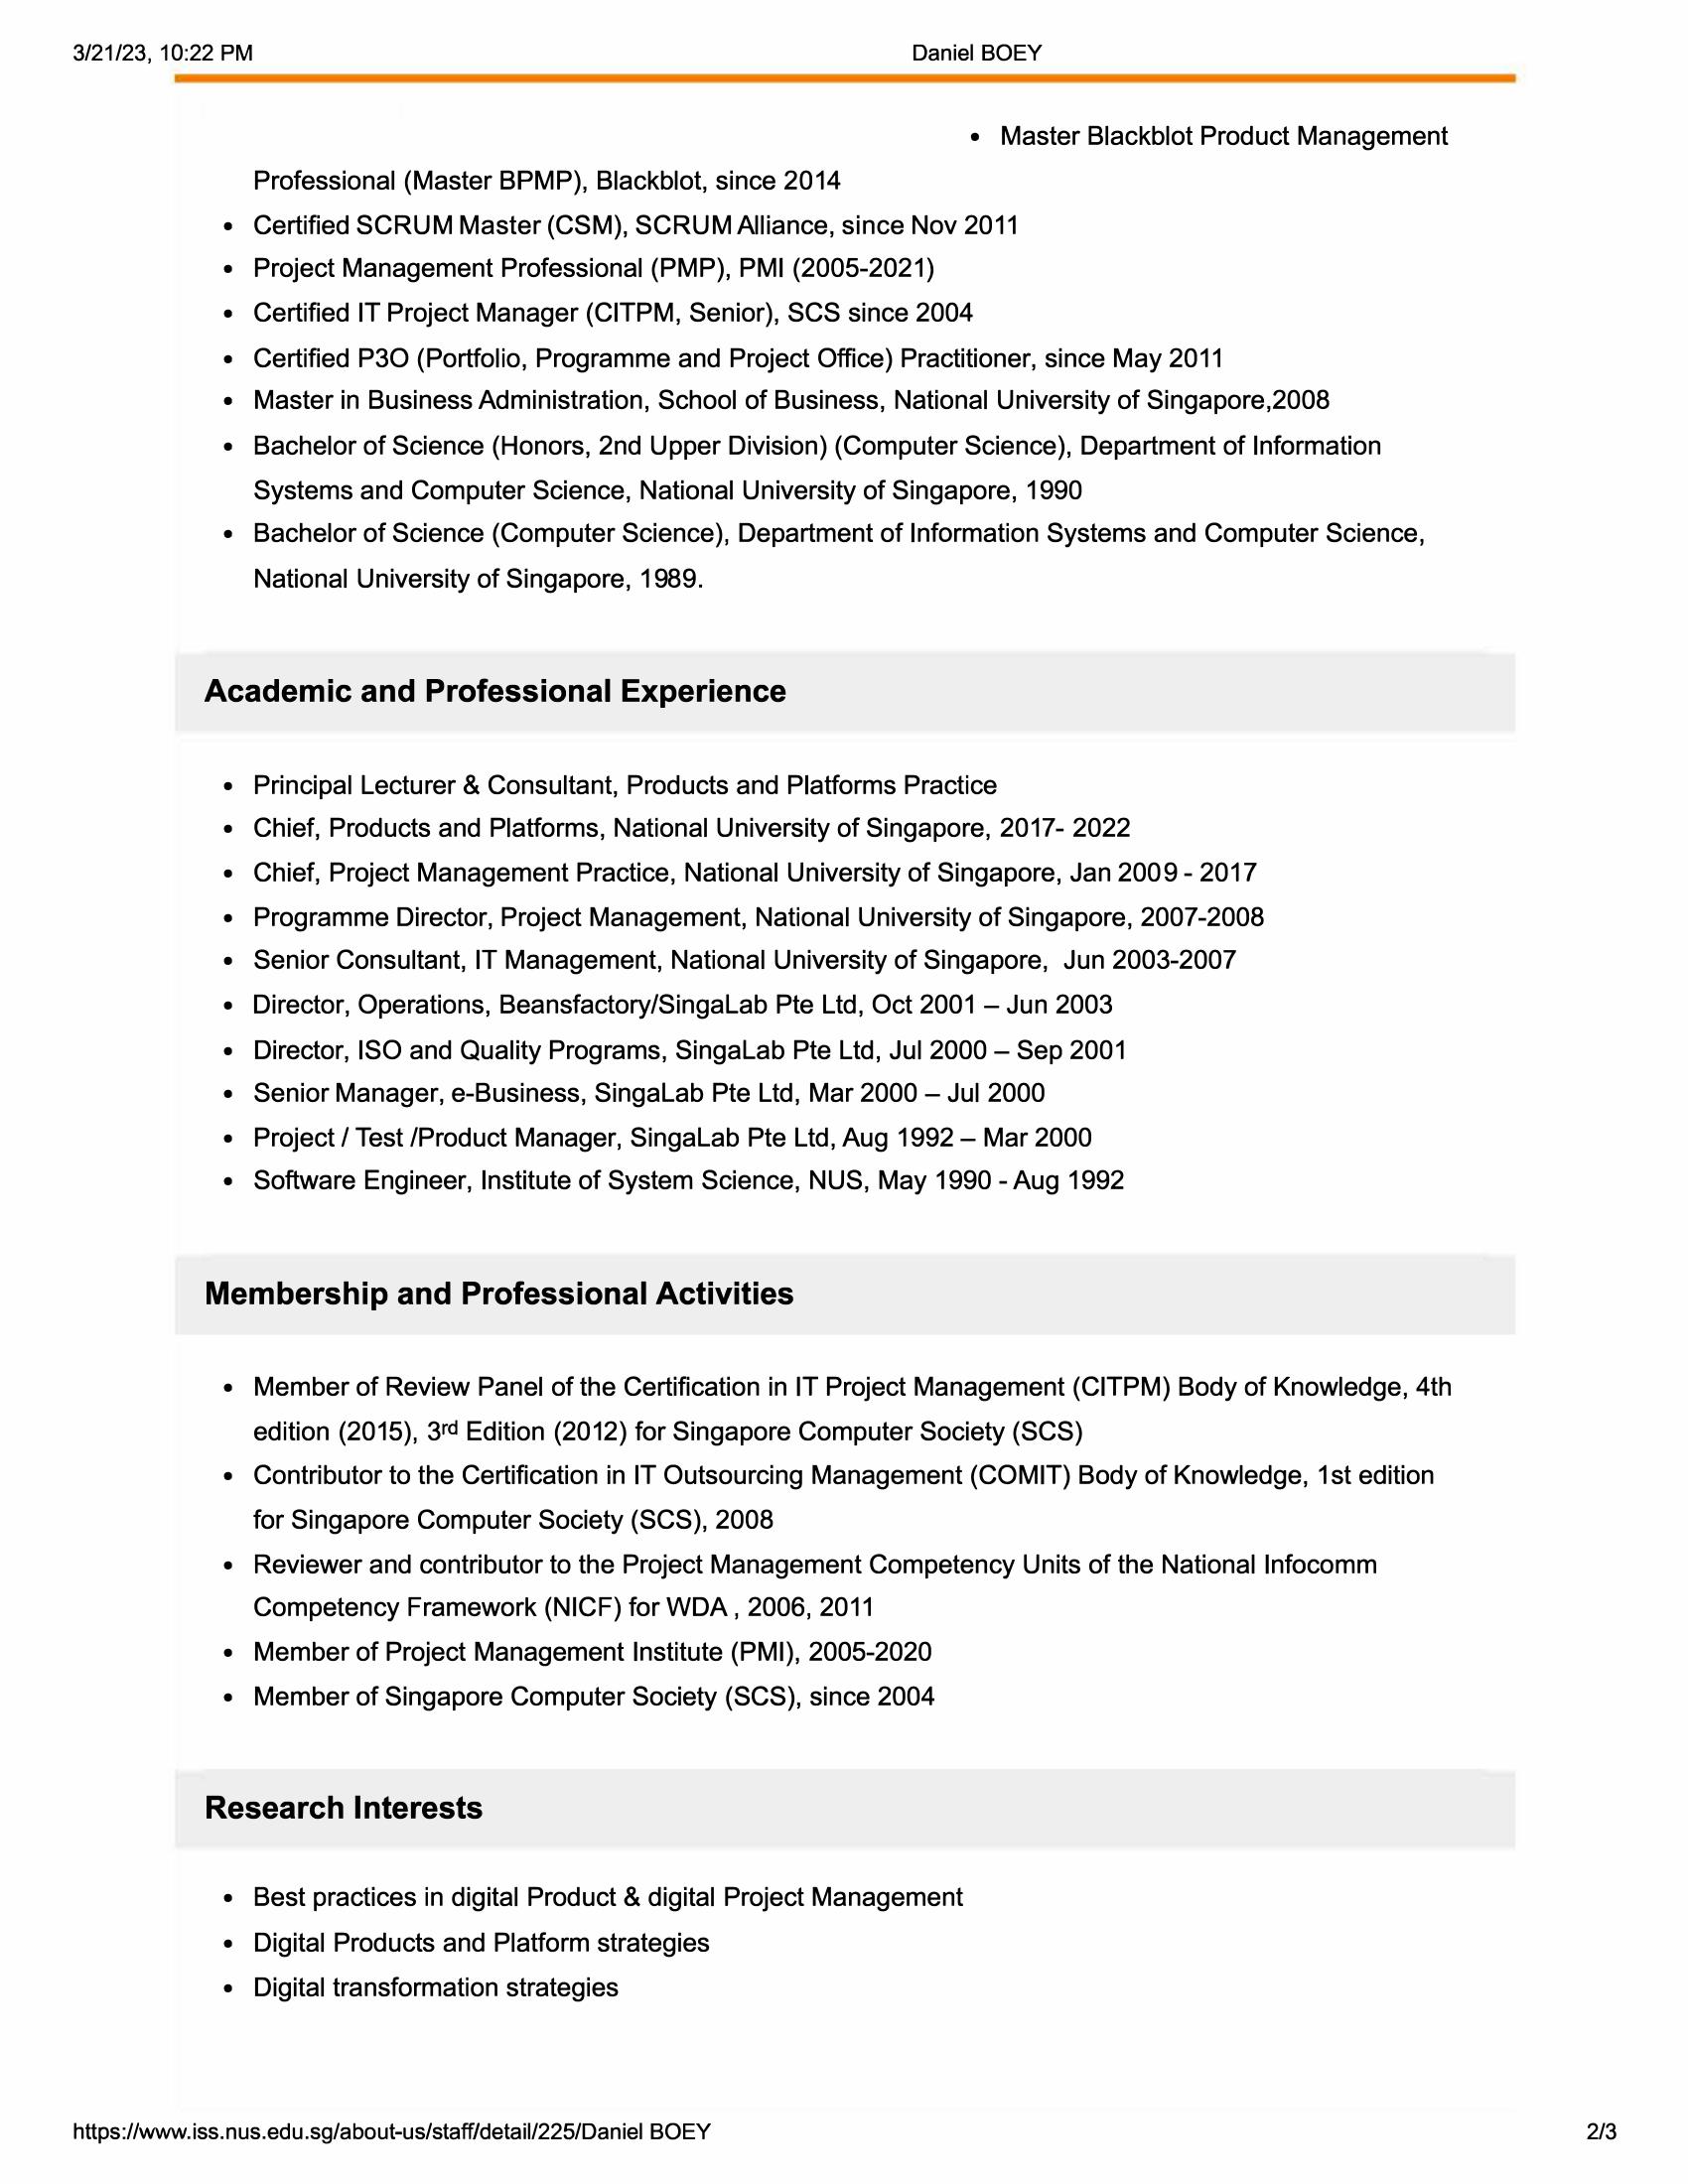 3/21/23, 10:22 PM
Daniel BOEY
• Master Blackblot Product Management
Professional (Master BPMP), Blackblot, since 2014
• Certified SCRUM Master (CSM), SCRUM Alliance, since Nov 2011
• Project Management Professional (PMP), PMI (2005-2021)
• Certified IT Project Manager (CITPM, Senior), SCS since 2004
• Certified P3O (Portfolio, Programme and Project Office) Practitioner, since May 2011
• Master in Business Administration, School of Business, National University of Singapore,2008
• Bachelor of Science (Honors, 2nd Upper Division) (Computer Science), Department of Information
Systems and Computer Science, National University of Singapore, 1990
• Bachelor of Science (Computer Science), Department of Information Systems and Computer Science,
National University of Singapore, 1989.
Academic and Professional Experience
• Principal Lecturer & Consultant, Products and Platforms Practice
• Chief, Products and Platforms, National University of Singapore, 2017- 2022
• Chief, Project Management Practice, National University of Singapore, Jan 2009 - 2017
• Programme Director, Project Management, National University of Singapore, 2007-2008
• Senior Consultant, IT Management, National University of Singapore,  Jun 2003-2007
• Director, Operations, Beansfactory/SingaLab Pte Ltd, Oct 2001 – Jun 2003
• Director, ISO and Quality Programs, SingaLab Pte Ltd, Jul 2000 – Sep 2001
• Senior Manager, e-Business, SingaLab Pte Ltd, Mar 2000 – Jul 2000
• Project / Test /Product Manager, SingaLab Pte Ltd, Aug 1992 – Mar 2000
• Software Engineer, Institute of System Science, NUS, May 1990 - Aug 1992
Membership and Professional Activities
• Member of Review Panel of the Certification in IT Project Management (CITPM) Body of Knowledge, 4th
edition (2015), 3rd Edition (2012) for Singapore Computer Society (SCS)
• Contributor to the Certification in IT Outsourcing Management (COMIT) Body of Knowledge, 1st edition
for Singapore Computer Society (SCS), 2008
• Reviewer and contributor to the Project Management Competency Units of the National Infocomm
Competency Framework (NICF) for WDA , 2006, 2011
• Member of Project Management Institute (PMI), 2005-2020
• Member of Singapore Computer Society (SCS), since 2004
Research Interests
• Best practices in digital Product & digital Project Management
• Digital Products and Platform strategies
• Digital transformation strategies
https://www.iss.nus.edu.sg/about-us/staff/detail/225/Daniel BOEY
2/3